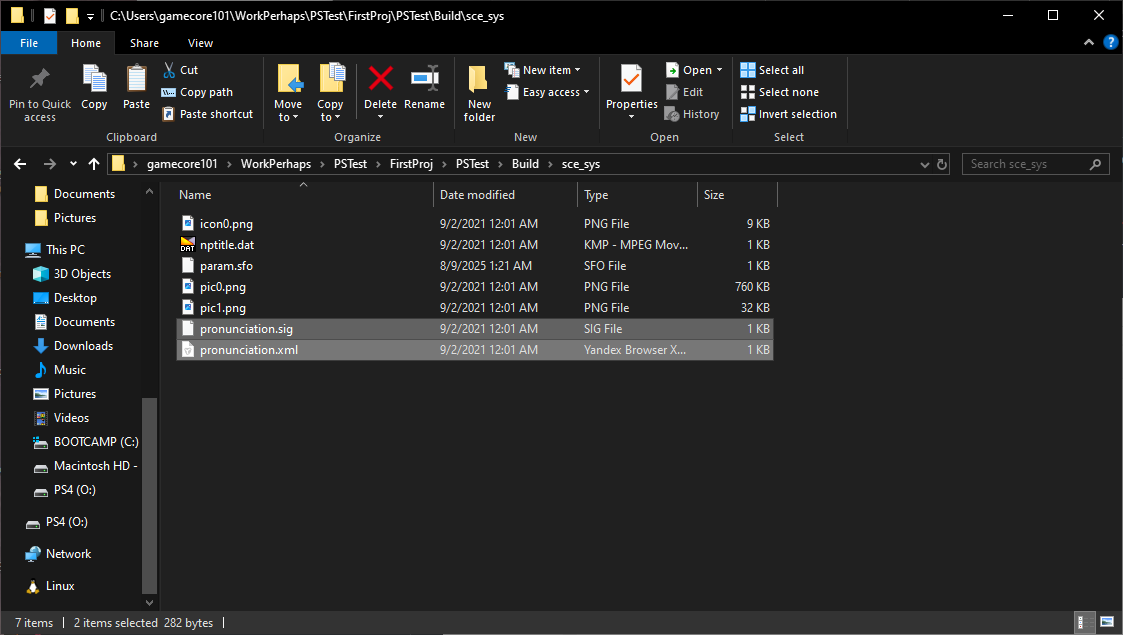 C:\Users\gamecore101\WorkPerhaps\PSTest\FirstProj\PSTest\Build\sce_sys
File Home Share View
Pin to Quick access
Copy
Paste
Cut
Copy path
Paste shortcut
Clipboard
Move to
Copy to
Delete
Rename
Organize
New folder
New item
Easy access
New
Properties
Open
Edit
History
Open
Select all
Select none
Invert selection
Select
gamecore101 WorkPerhaps PSTest FirstProj PSTest Build sce_sys
Search sce_sys
Documents
Pictures
This PC
3D Objects
Desktop
Documents
Downloads
Music
Pictures
Videos
BOOTCAMP (C:)
Macintosh HD -
PS4 (O:)
PS4 (O:)
Network
Linux
Name Date modified Type Size
icon0.png 9/2/2021 12:01 AM PNG File 9 KB
DAT nptitle.dat 9/2/2021 12:01 AM KMP - MPEG Mov... 1 KB
param.sfo 8/9/2025 1:21 AM SFO File 1 KB
pic0.png 9/2/2021 12:01 AM PNG File 760 KB
pic1.png 9/2/2021 12:01 AM PNG File 32 KB
pronunciation.sig 9/2/2021 12:01 AM SIG File 1 KB
pronunciation.xml 9/2/2021 12:01 AM Yandex Browser X... 1 KB
7 items 2 items selected 282 bytes